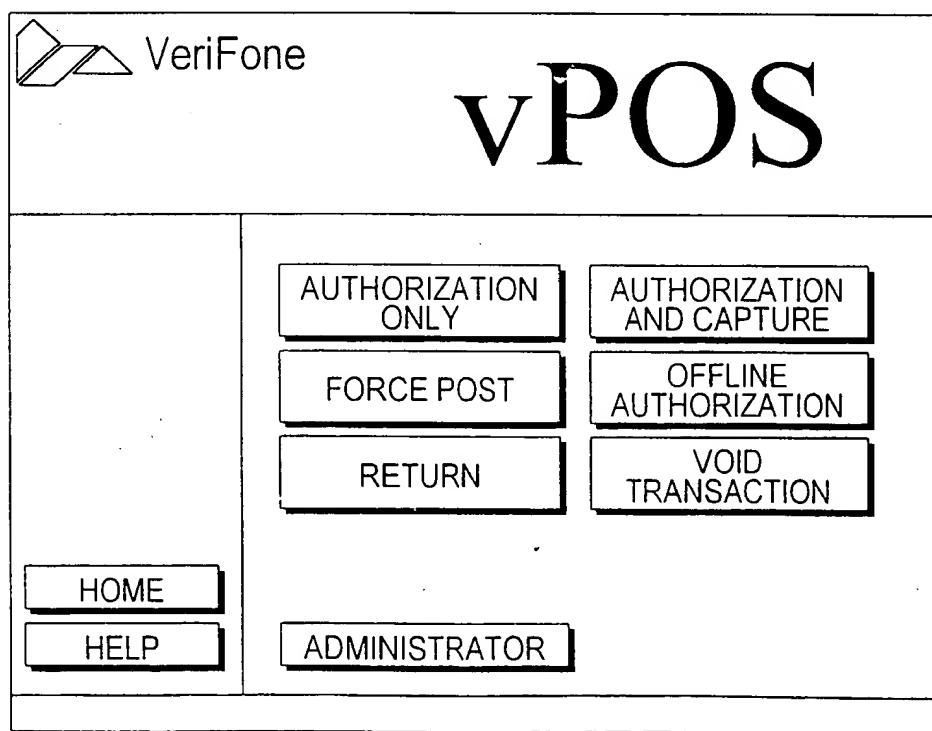 VeriFone
vPOS
AUTHORIZATION
ONLY
AUTHORIZATION
AND CAPTURE
FORCE POST
OFFLINE
AUTHORIZATION
RETURN
VOID
TRANSACTION
HOME
HELP
ADMINISTRATOR